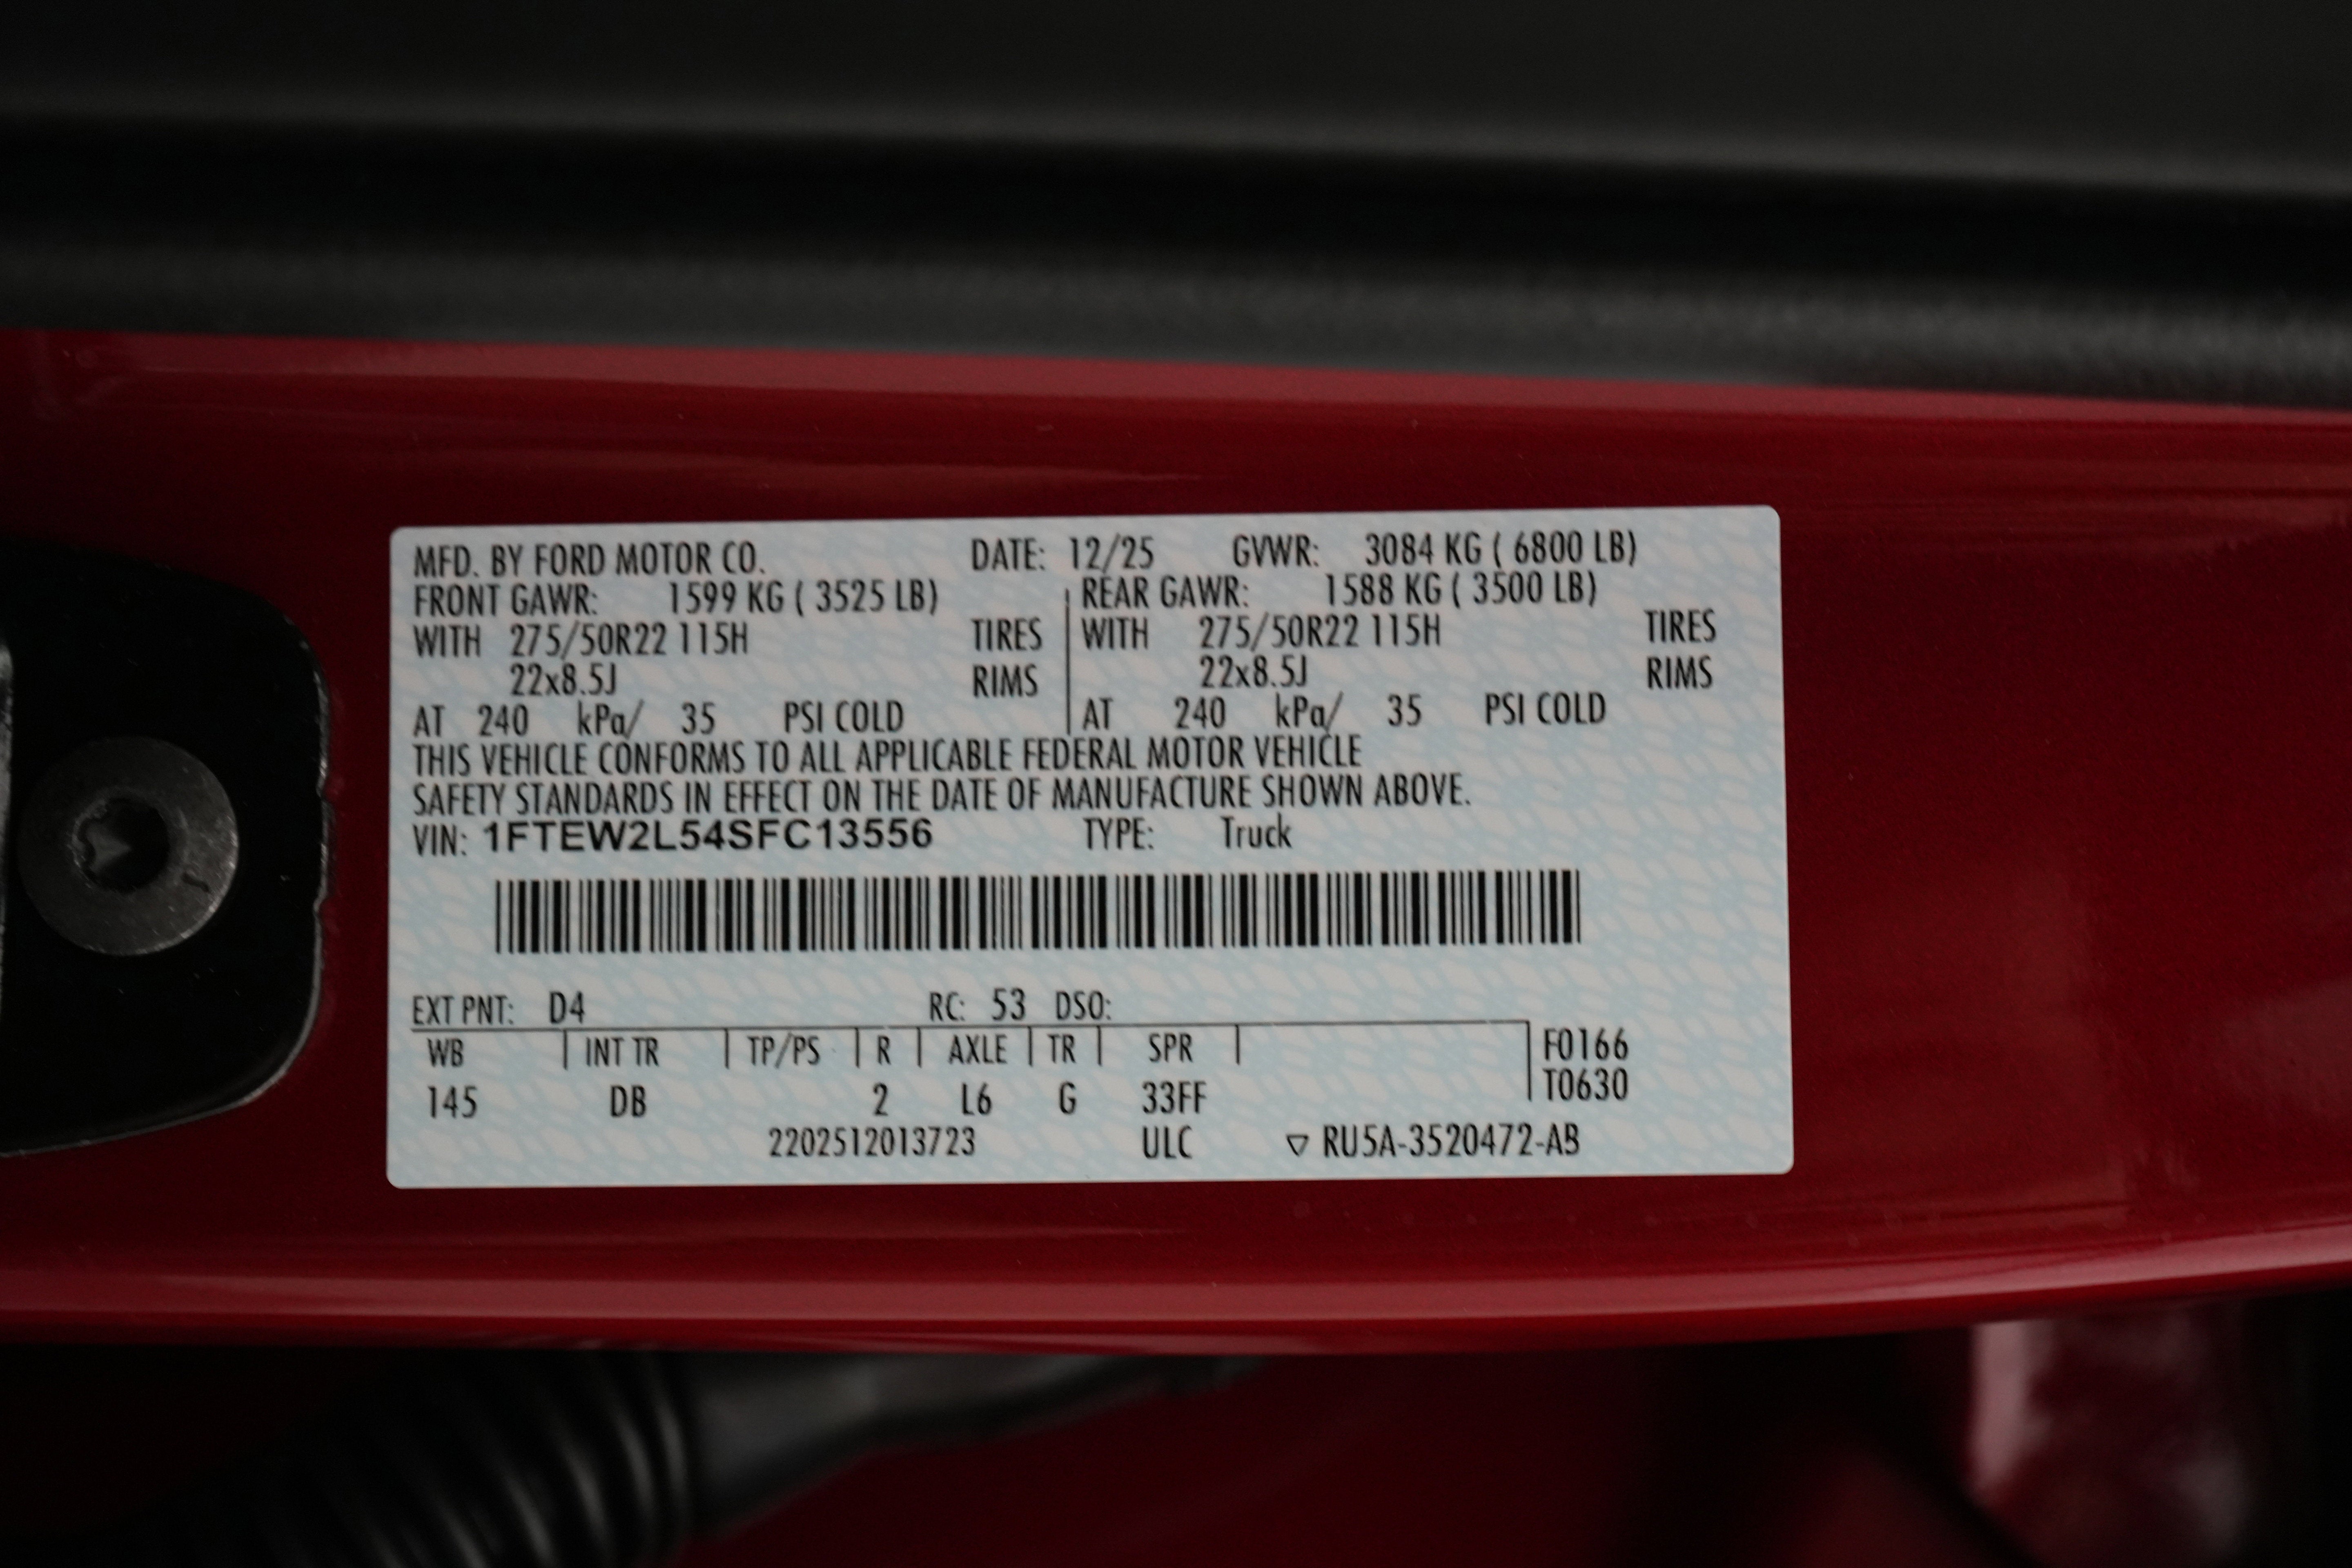 MFD. BY FORD MOTOR CO. DATE: 12/25 GVWR: 3084 KG ( 6800 LB)
FRONT GAWR: 1599 KG ( 3525 LB) REAR GAWR: 1588 KG ( 3500 LB)
WITH 275/50R22 115H TIRES WITH 275/50R22 115H TIRES
22x8.5J RIMS 22x8.5J RIMS
AT 240 kPa/ 35 PSI COLD AT 240 kPa/ 35 PSI COLD
THIS VEHICLE CONFORMS TO ALL APPLICABLE FEDERAL MOTOR VEHICLE
SAFETY STANDARDS IN EFFECT ON THE DATE OF MANUFACTURE SHOWN ABOVE.
VIN: 1FTEW2L54SFC13556 TYPE: Truck
EXT PNT: D4 RC: 53 DSO:
WB INT TR TP/PS R AXLE TR SPR F0166
T0630
145 DB 2 L6 G 33FF
2202512013723 ULC ▽ RU5A-3520472-AB